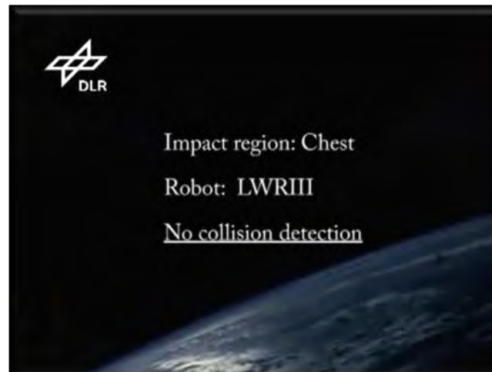 DLR
Impact region: Chest
Robot: LWRIII
No collision detection